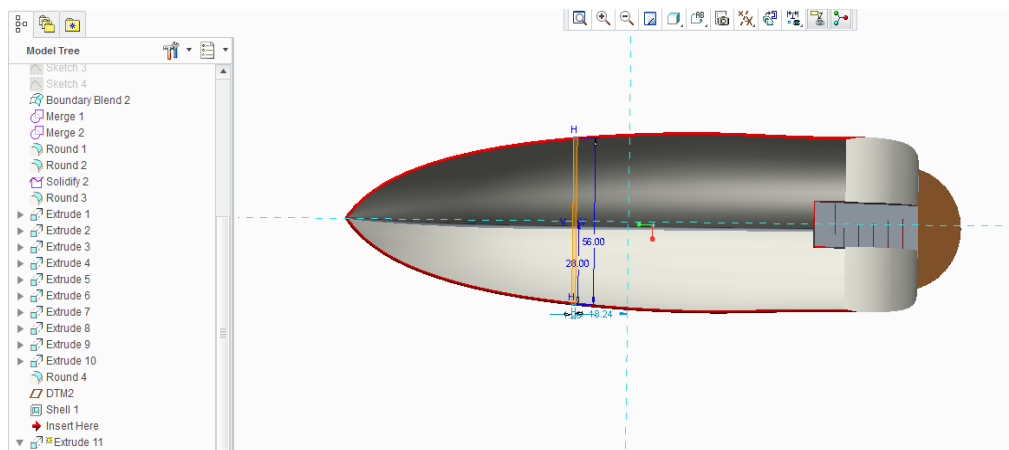 Model Tree
Sketch 3
Sketch 4
Boundary Blend 2
Merge 1
Merge 2
Round 1
Round 2
Solidify 2
Round 3
Extrude 1
Extrude 2
Extrude 3
Extrude 4
Extrude 5
Extrude 6
Extrude 7
Extrude 8
Extrude 9
Extrude 10
Round 4
DTM2
Shell 1
Insert Here
Extrude 11
H
V
56.00
28.00
H
18.24